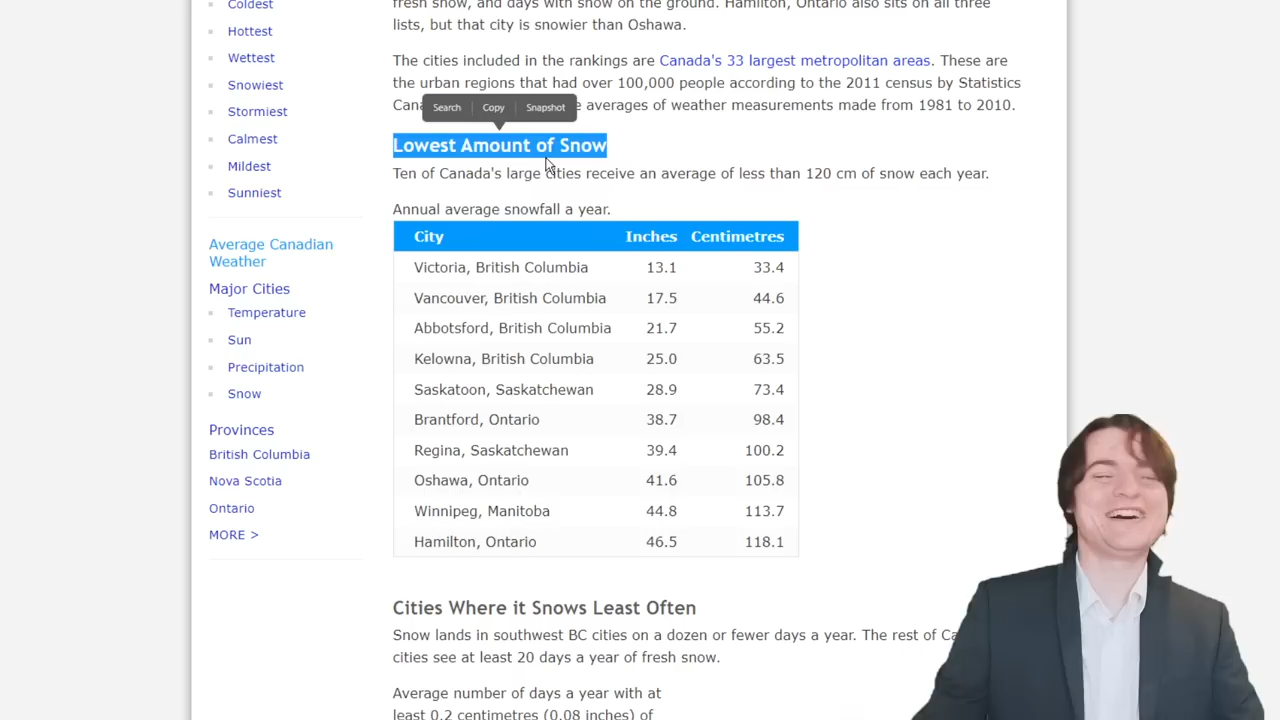 Coldest
Hottest
Wettest
Snowiest
Stormiest
Calmest
Mildest
Sunniest
Average Canadian
Weather
Major Cities
Temperature
Sun
Precipitation
Snow
Provinces
British Columbia
Nova Scotia
Ontario
MORE >
fresh snow, and days with snow on the ground. Hamilton, Ontario also sits on all three
lists, but that city is snowier than Oshawa.
The cities included in the rankings are Canada's 33 largest metropolitan areas. These are
the urban regions that had over 100,000 people according to the 2011 census by Statistics
Cana averages of weather measurements made from 1981 to 2010.
Search Copy Snapshot
Lowest Amount of Snow
Ten of Canada's large cities receive an average of less than 120 cm of snow each year.
Annual average snowfall a year.
City Inches Centimetres
Victoria, British Columbia 13.1 33.4
Vancouver, British Columbia 17.5 44.6
Abbotsford, British Columbia 21.7 55.2
Kelowna, British Columbia 25.0 63.5
Saskatoon, Saskatchewan 28.9 73.4
Brantford, Ontario 38.7 98.4
Regina, Saskatchewan 39.4 100.2
Oshawa, Ontario 41.6 105.8
Winnipeg, Manitoba 44.8 113.7
Hamilton, Ontario 46.5 118.1
Cities Where it Snows Least Often
Snow lands in southwest BC cities on a dozen or fewer days a year. The rest of Ca
cities see at least 20 days a year of fresh snow.
Average number of days a year with at
least 0.2 centimetres (0.08 inches) of